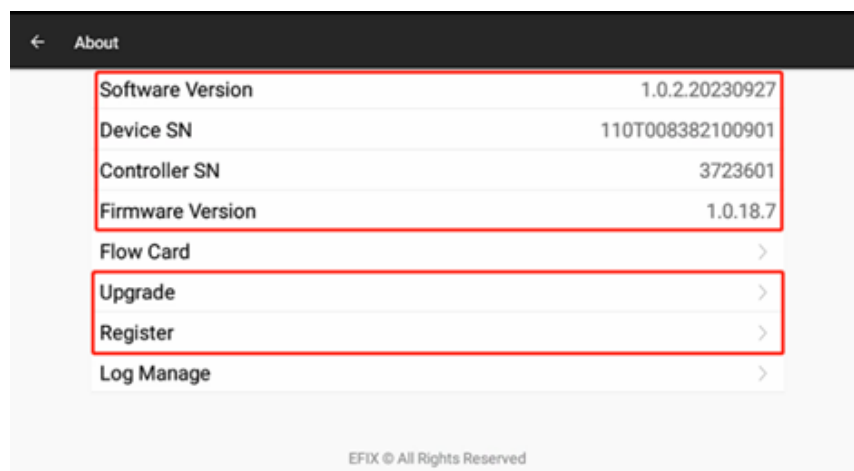 About
Software Version 1.0.2.20230927
Device SN 110T008382100901
Controller SN 3723601
Firmware Version 1.0.18.7
Flow Card
Upgrade
Register
Log Manage
EFIX © All Rights Reserved